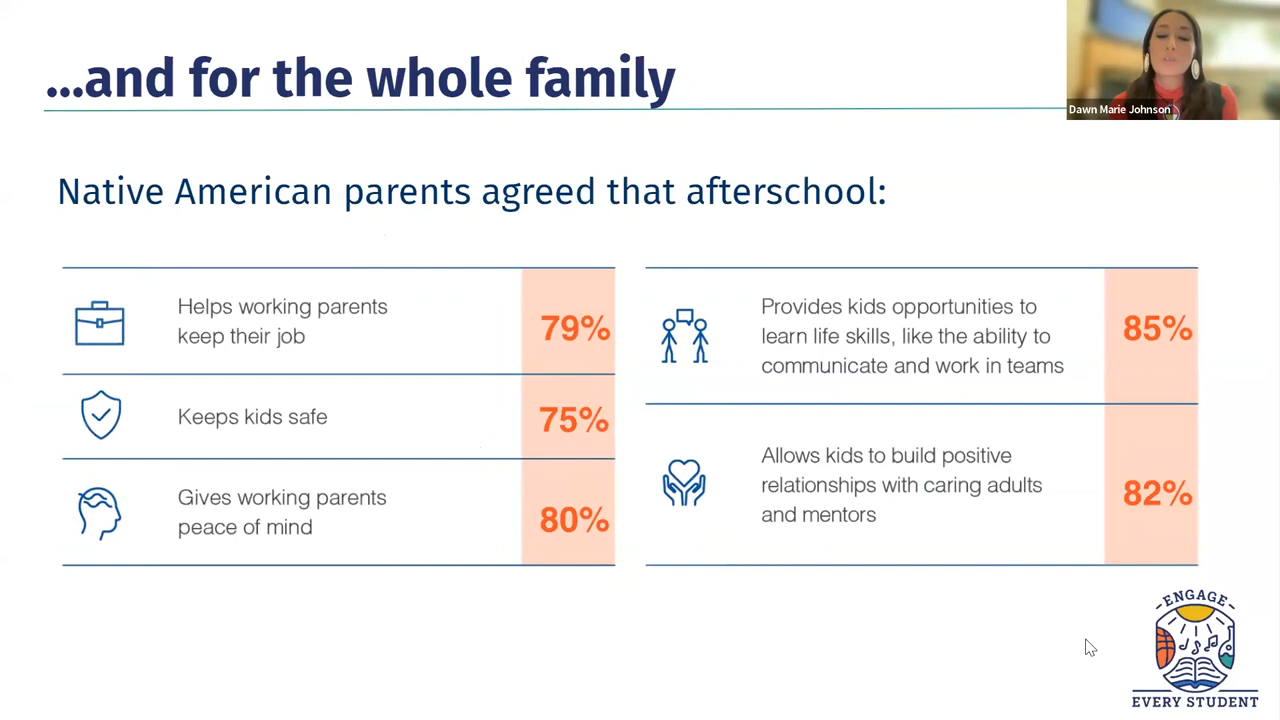 ...and for the whole family
Dawn Marie Johnson
Native American parents agreed that afterschool:
Helps working parents
keep their job
79%
Keeps kids safe
75%
Gives working parents
peace of mind
80%
Provides kids opportunities to
learn life skills, like the ability to
communicate and work in teams
85%
Allows kids to build positive
relationships with caring adults
and mentors
82%
ENGAGE
EVERY STUDENT